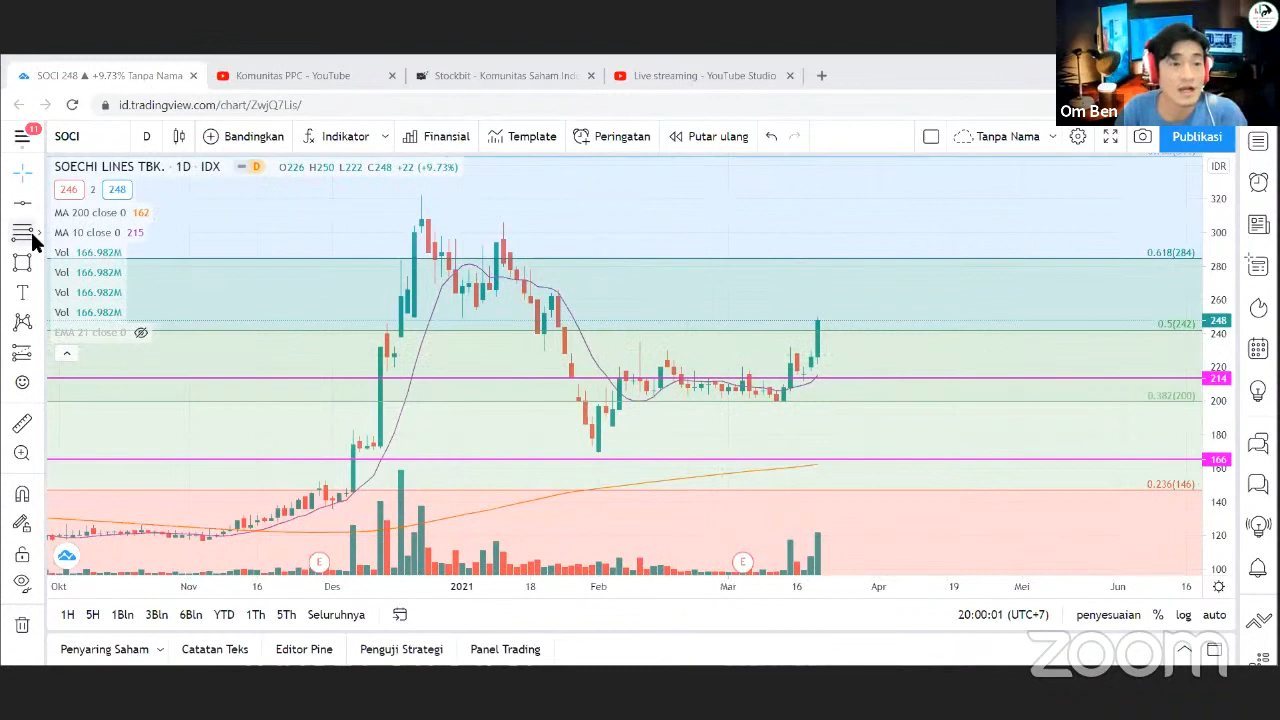 Om Ben
SOCI 248 ▲ +9.73% Tanpa Nama
Komunitas PPC - YouTube
Stockbit - Komunitas Saham Ind
Live streaming - YouTube Studio
id.tradingview.com/chart/ZwjQ7Lis/
11
SOCI
D
Bandingkan
Indikator
Finansial
Template
Peringatan
Putar ulang
Tanpa Nama
Publikasi
SOECHI LINES TBK. · 1D · IDX
D
O226 H250 L222 C248 +22 (+9.73%)
IDR
246 2 248
MA 200 close 0 162
MA 10 close 0 215
Vol 166.982M
Vol 166.982M
Vol 166.982M
Vol 166.982M
EMA 21 close 0
0.618(284)
0.5(242)
0.382(200)
0.236(146)
320
300
280
260
248
240
220
214
200
180
166
160
140
120
100
E
E
Okt
Nov
16
Des
2021
18
Feb
Mar
16
Apr
19
Mei
Jun
16
1H 5H 1Bln 3Bln 6Bln YTD 1Th 5Th Seluruhnya
20:00:01 (UTC+7)
penyesuaian % log auto
Penyaring Saham
Catatan Teks
Editor Pine
Penguji Strategi
Panel Trading
zoom